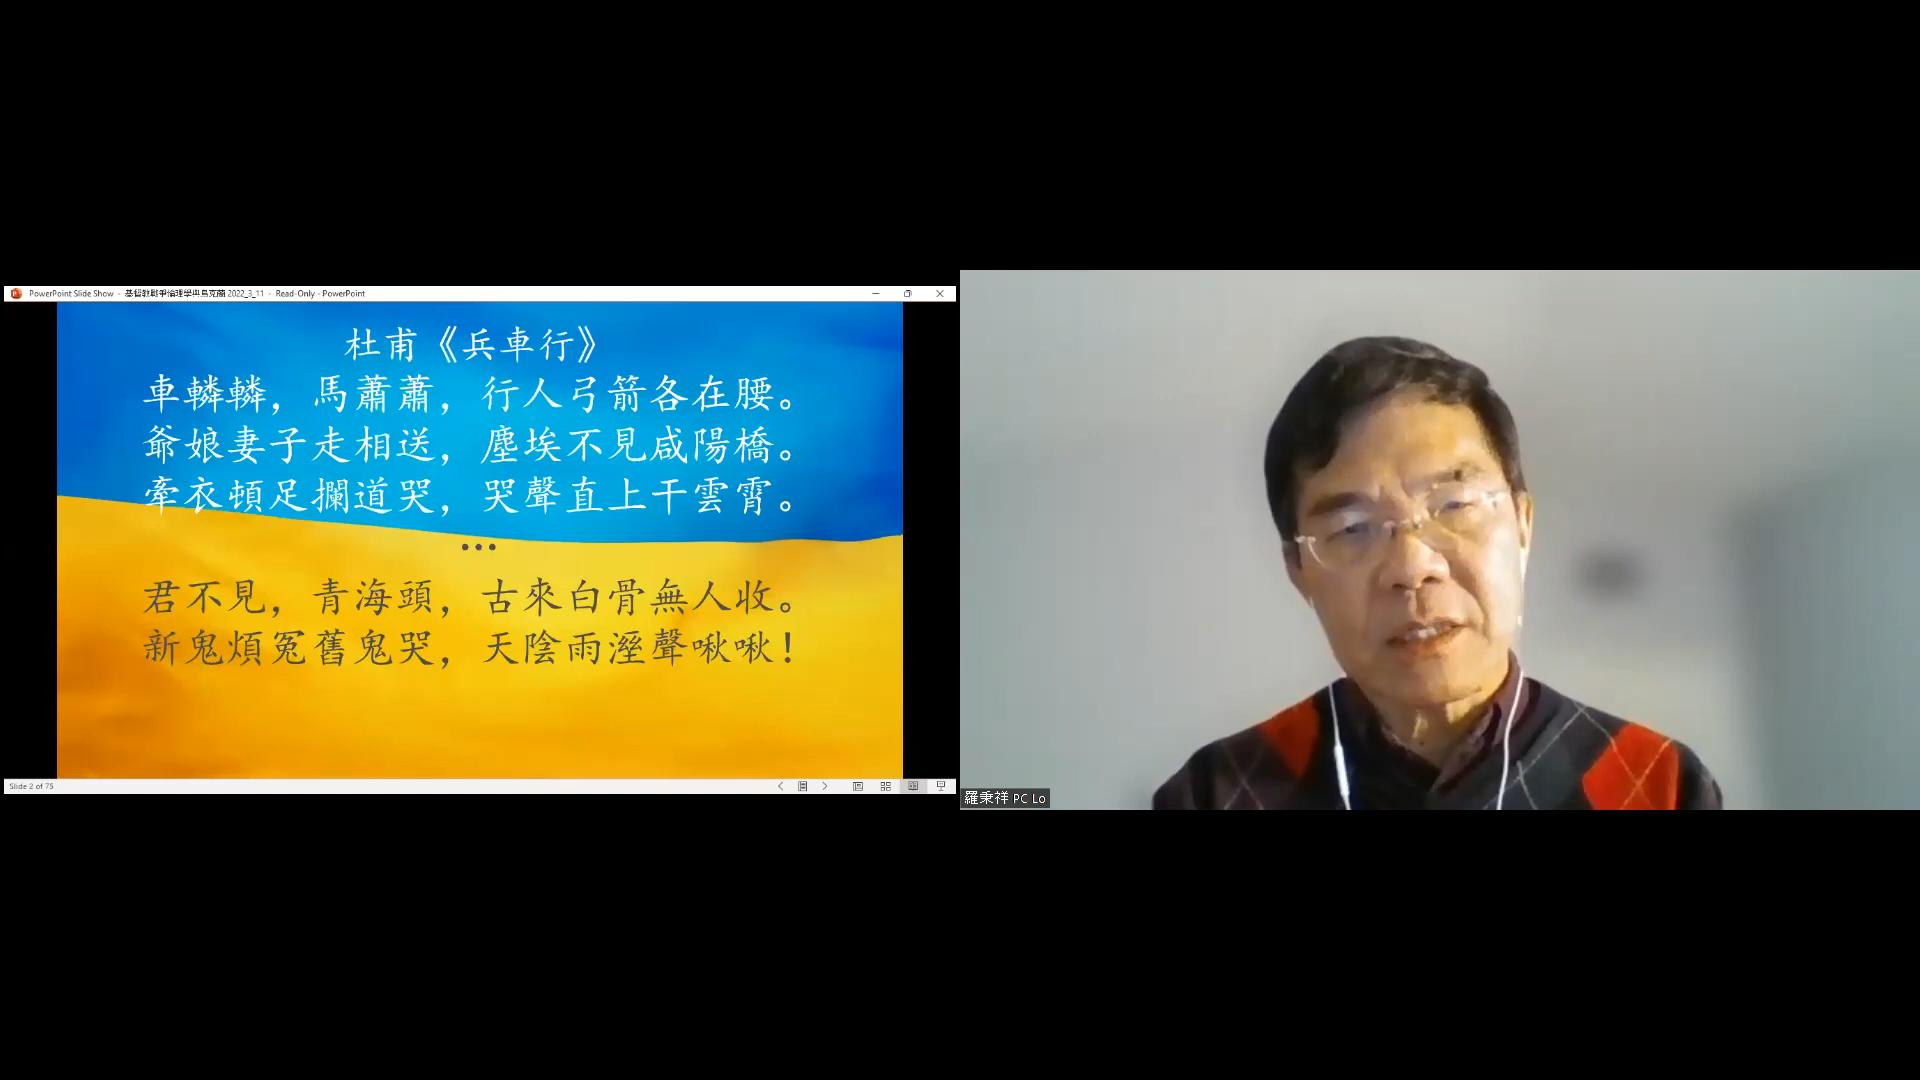 PowerPoint Slide Show - 基督教戰爭倫理學與烏克蘭 2022_3_11 - Read-Only - PowerPoint
杜甫《兵車行》
車轔轔，馬蕭蕭，行人弓箭各在腰。
爺娘妻子走相送，塵埃不見咸陽橋。
牽衣頓足攔道哭，哭聲直上干雲霄。
•••
君不見，青海頭，古來白骨無人收。
新鬼煩冤舊鬼哭，天陰雨溼聲啾啾！
Slide 2 of 75
羅秉祥 PC Lo